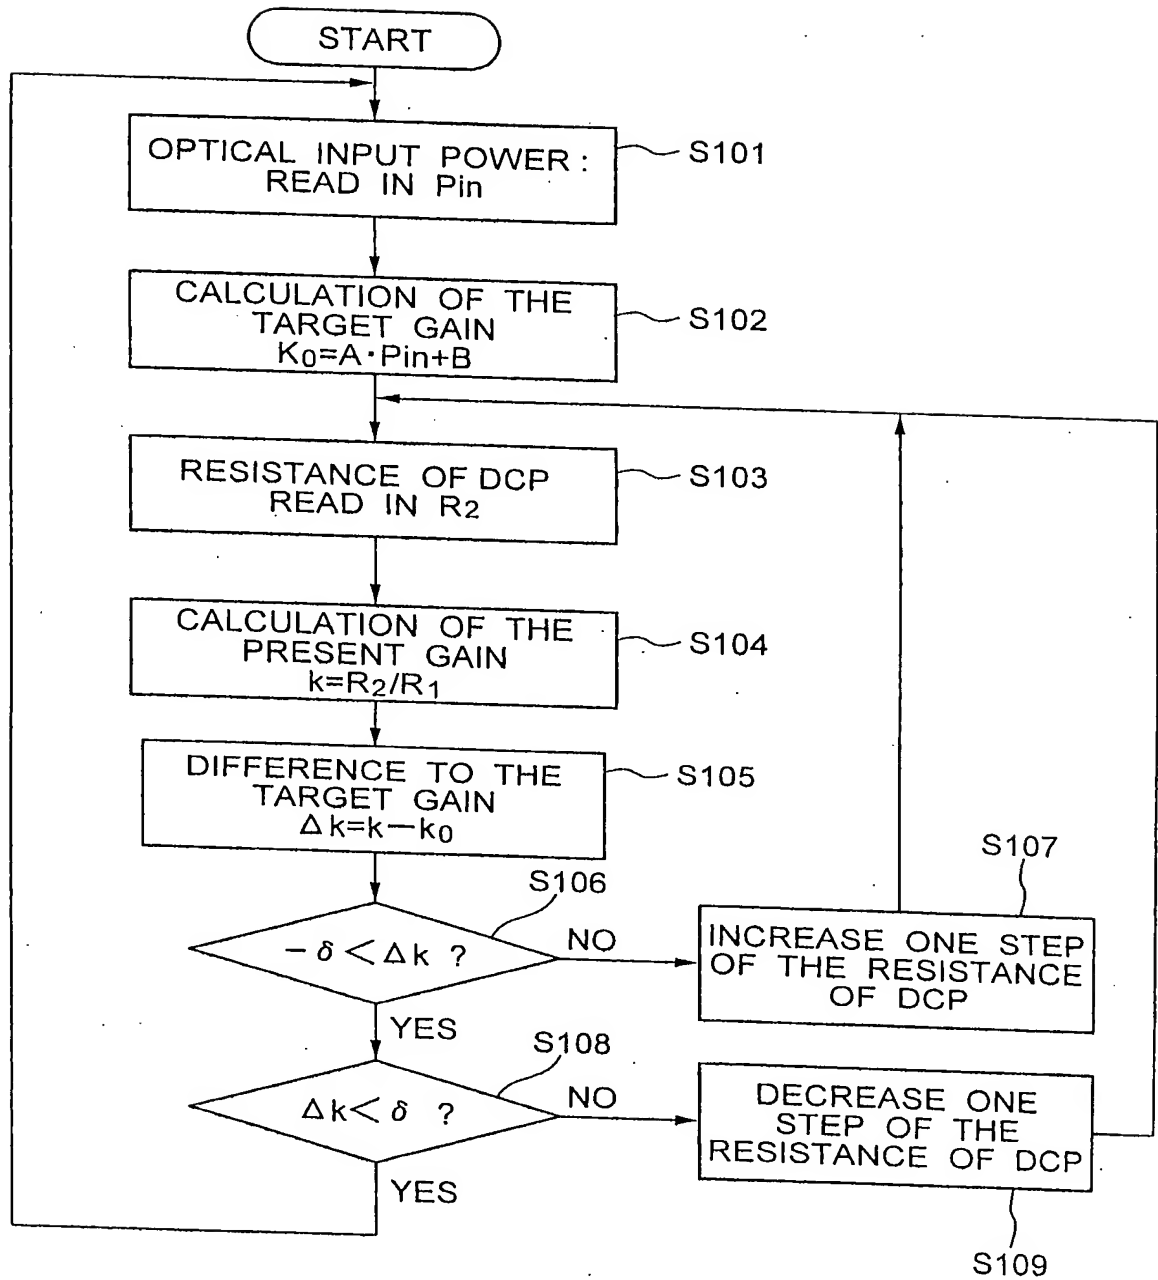 START
OPTICAL INPUT POWER:
READ IN Pin
S101
CALCULATION OF THE
TARGET GAIN
K₀=A·Pin+B
S102
RESISTANCE OF DCP
READ IN R₂
S103
CALCULATION OF THE
PRESENT GAIN
k=R₂/R₁
S104
DIFFERENCE TO THE
TARGET GAIN
Δk=k−k₀
S105
−δ<Δk ?
S106
NO
YES
INCREASE ONE STEP
OF THE RESISTANCE
OF DCP
S107
Δk<δ ?
S108
NO
YES
DECREASE ONE
STEP OF THE
RESISTANCE OF DCP
S109